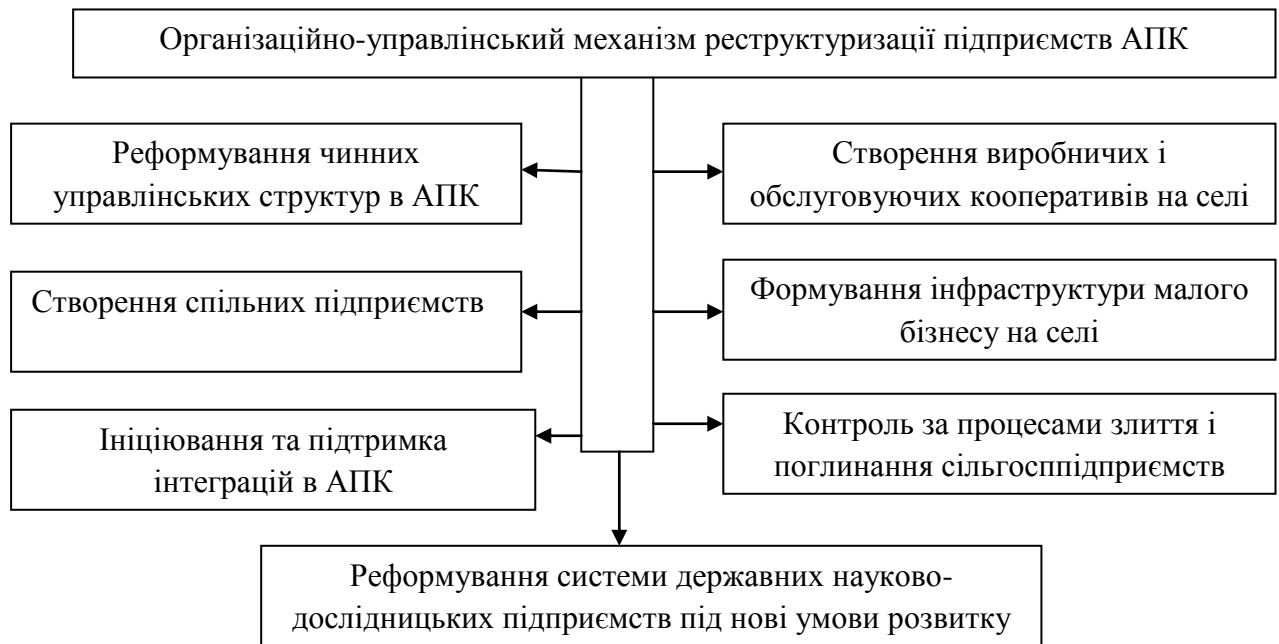 Організаційно-управлінський механізм реструктуризації підприємств АПК
Реформування чинних
управлінських структур в АПК
Створення виробничих і
обслуговуючих кооперативів на селі
Створення спільних підприємств
Формування інфраструктури малого
бізнесу на селі
Ініціювання та підтримка
інтеграцій в АПК
Контроль за процесами злиття і
поглинання сільгосппідприємств
Реформування системи державних науково-
дослідницьких підприємств під нові умови розвитку